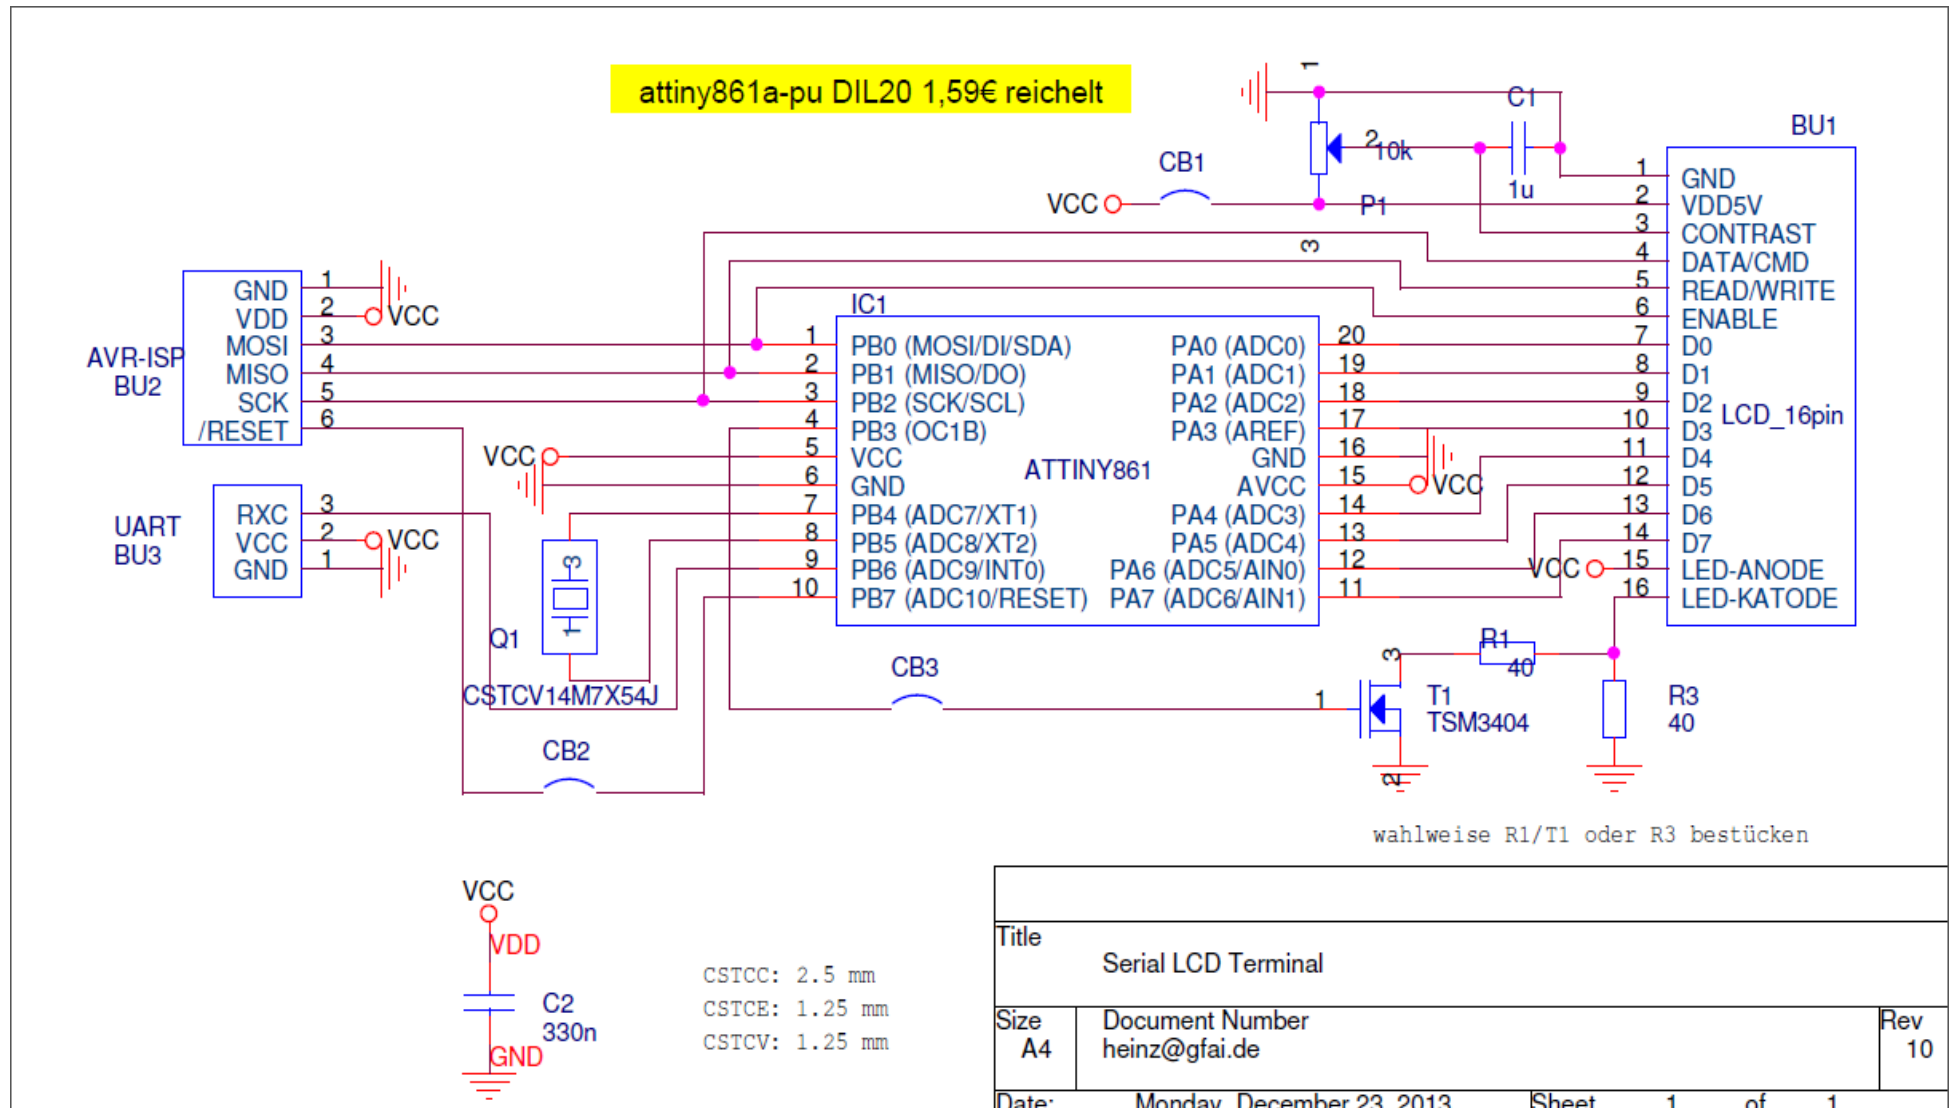 attiny861a-pu DIL20 1,59€ reichelt
1
C1
2
10k
1u
P1
3
CB1
VCC
BU1
1 GND
2 VDD5V
3 CONTRAST
4 DATA/CMD
5 READ/WRITE
6 ENABLE
7 D0
8 D1
9 D2
10 D3
11 D4
12 D5
13 D6
14 D7
VCC 15 LED-ANODE
16 LED-KATODE
LCD_16pin
AVR-ISP
BU2
GND 1
VDD 2 VCC
MOSI 3
MISO 4
SCK 5
/RESET 6
UART
BU3
RXC 3
VCC 2 VCC
GND 1
IC1
ATTINY861
1 PB0 (MOSI/DI/SDA)
2 PB1 (MISO/DO)
3 PB2 (SCK/SCL)
4 PB3 (OC1B)
VCC 5 VCC
6 GND
7 PB4 (ADC7/XT1)
8 PB5 (ADC8/XT2)
9 PB6 (ADC9/INT0)
10 PB7 (ADC10/RESET)
PA0 (ADC0) 20
PA1 (ADC1) 19
PA2 (ADC2) 18
PA3 (AREF) 17
GND 16
AVCC 15 VCC
PA4 (ADC3) 14
PA5 (ADC4) 13
PA6 (ADC5/AIN0) 12
PA7 (ADC6/AIN1) 11
3
1
Q1
CSTCV14M7X54J
CB2
CB3
1
3
2
T1
TSM3404
R1
40
R3
40
wahlweise R1/T1 oder R3 bestücken
VCC
VDD
C2
330n
GND
CSTCC: 2.5 mm
CSTCE: 1.25 mm
CSTCV: 1.25 mm
Title
Serial LCD Terminal
Size
A4
Document Number
heinz@gfai.de
Rev
10
Date: Monday, December 23, 2013 Sheet 1 of 1